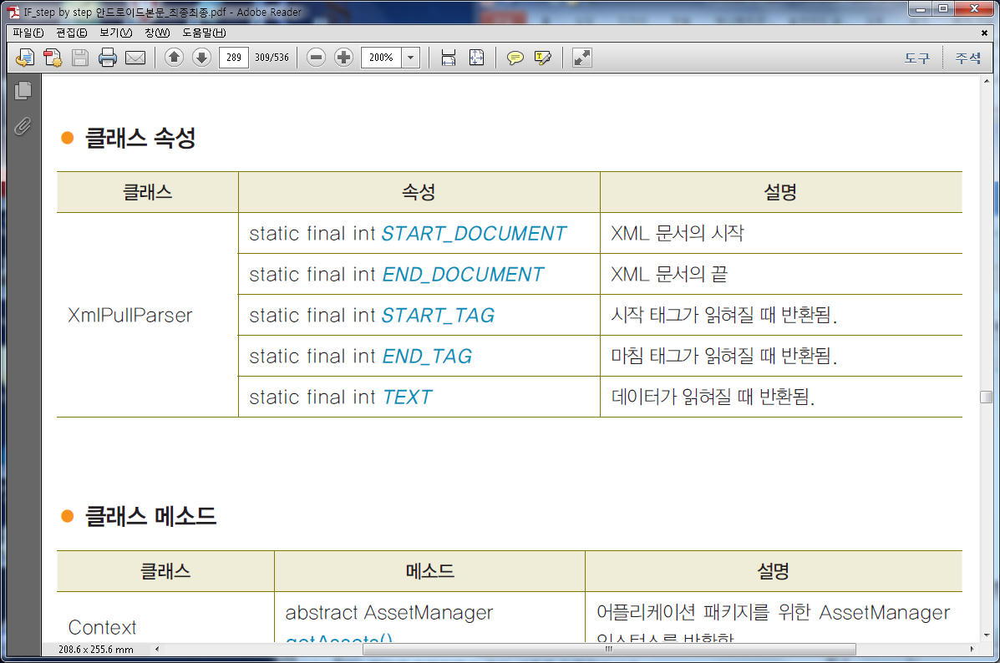 IF_step by step 안드로이드본문_최종최종.pdf - Adobe Reader
파일(F) 편집(E) 보기(V) 창(W) 도움말(H)
289 309/536 200% 도구 주석
● 클래스 속성
클래스 속성 설명
XmlPullParser
static final int START_DOCUMENT XML 문서의 시작
static final int END_DOCUMENT XML 문서의 끝
static final int START_TAG 시작 태그가 읽혀질 때 반환됨.
static final int END_TAG 마침 태그가 읽혀질 때 반환됨.
static final int TEXT 데이터가 읽혀질 때 반환됨.
● 클래스 메소드
클래스 메소드 설명
Context
abstract AssetManager 어플리케이션 패키지를 위한 AssetManager
getAssets() 인스턴스를 반환함
208.6 x 255.6 mm